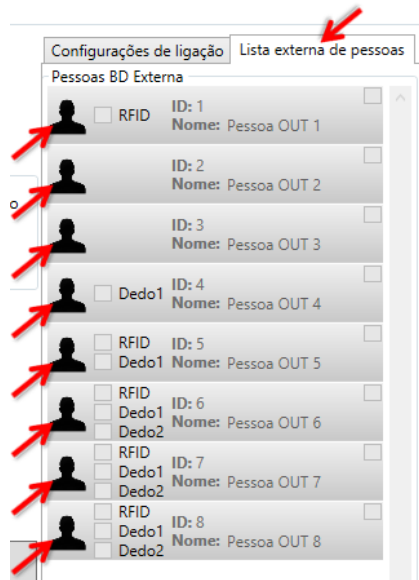 Configurações de ligação Lista externa de pessoas
Pessoas BD Externa
RFID ID: 1
Nome: Pessoa OUT 1
ID: 2
Nome: Pessoa OUT 2
ID: 3
Nome: Pessoa OUT 3
Dedo1 ID: 4
Nome: Pessoa OUT 4
RFID ID: 5
Dedo1 Nome: Pessoa OUT 5
RFID
Dedo1
Dedo2
ID: 6
Nome: Pessoa OUT 6
RFID
Dedo1
Dedo2
ID: 7
Nome: Pessoa OUT 7
RFID
Dedo1
Dedo2
ID: 8
Nome: Pessoa OUT 8